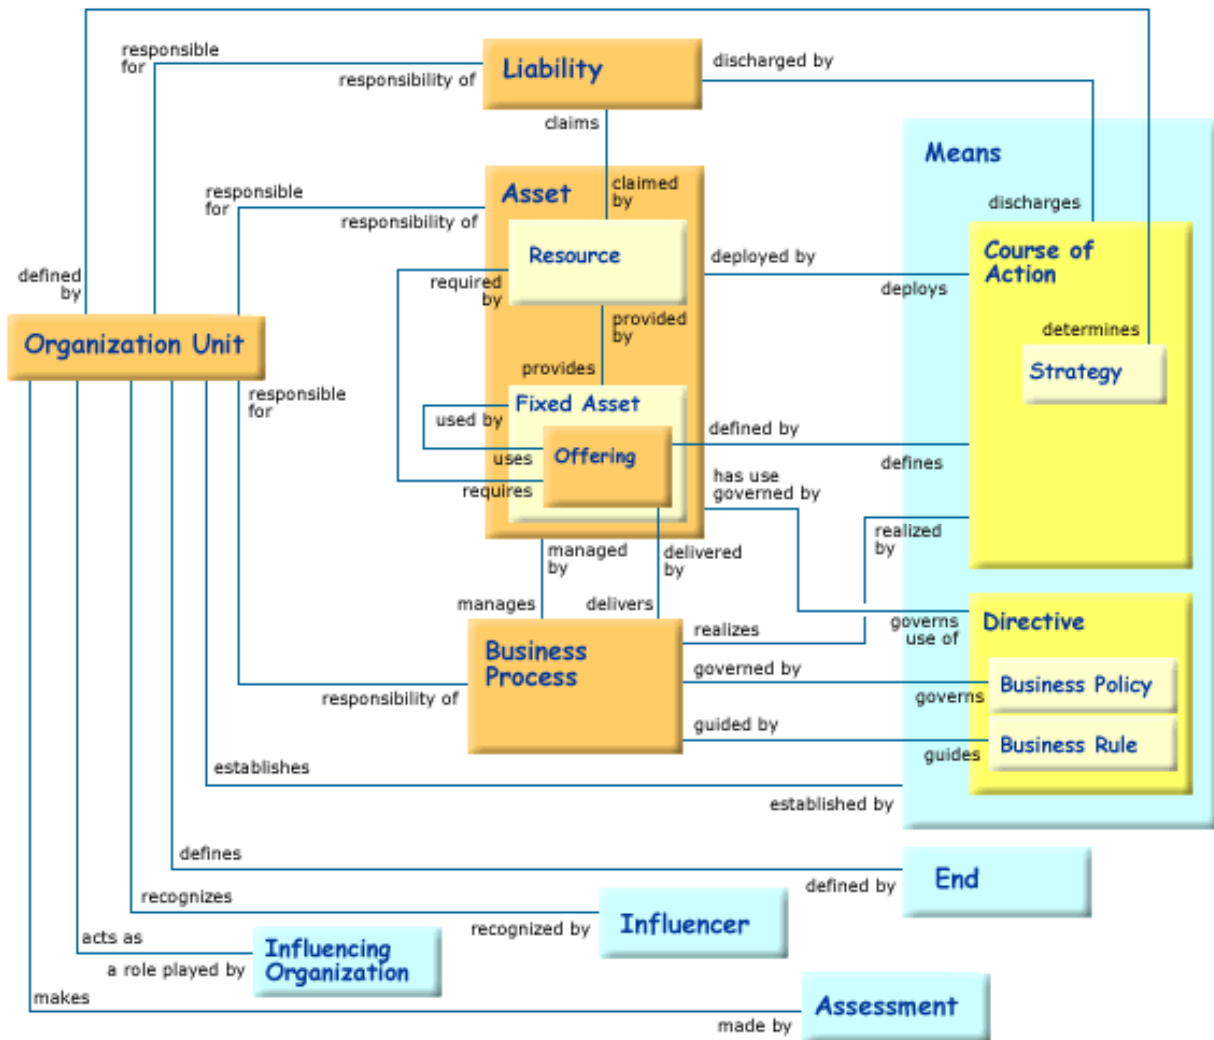 responsible
for
responsibility of
Liability
discharged by
claims
Means
responsible
for
responsibility of
Asset
claimed
by
discharges
Resource
deployed by
deploys
Course of
Action
defined
by
required
by
provided
by
determines
Organization Unit
provides
Strategy
responsible
for
Fixed Asset
used by
uses
requires
Offering
defined by
defines
has use
governed by
realized
by
managed
by
delivered
by
manages
delivers
realizes
governs
use of
Directive
Business
Process
governed by
governs
Business Policy
responsibility of
guided by
guides
Business Rule
establishes
established by
defines
defined by
End
recognizes
recognized by
Influencer
acts as
a role played by
Influencing
Organization
makes
made by
Assessment